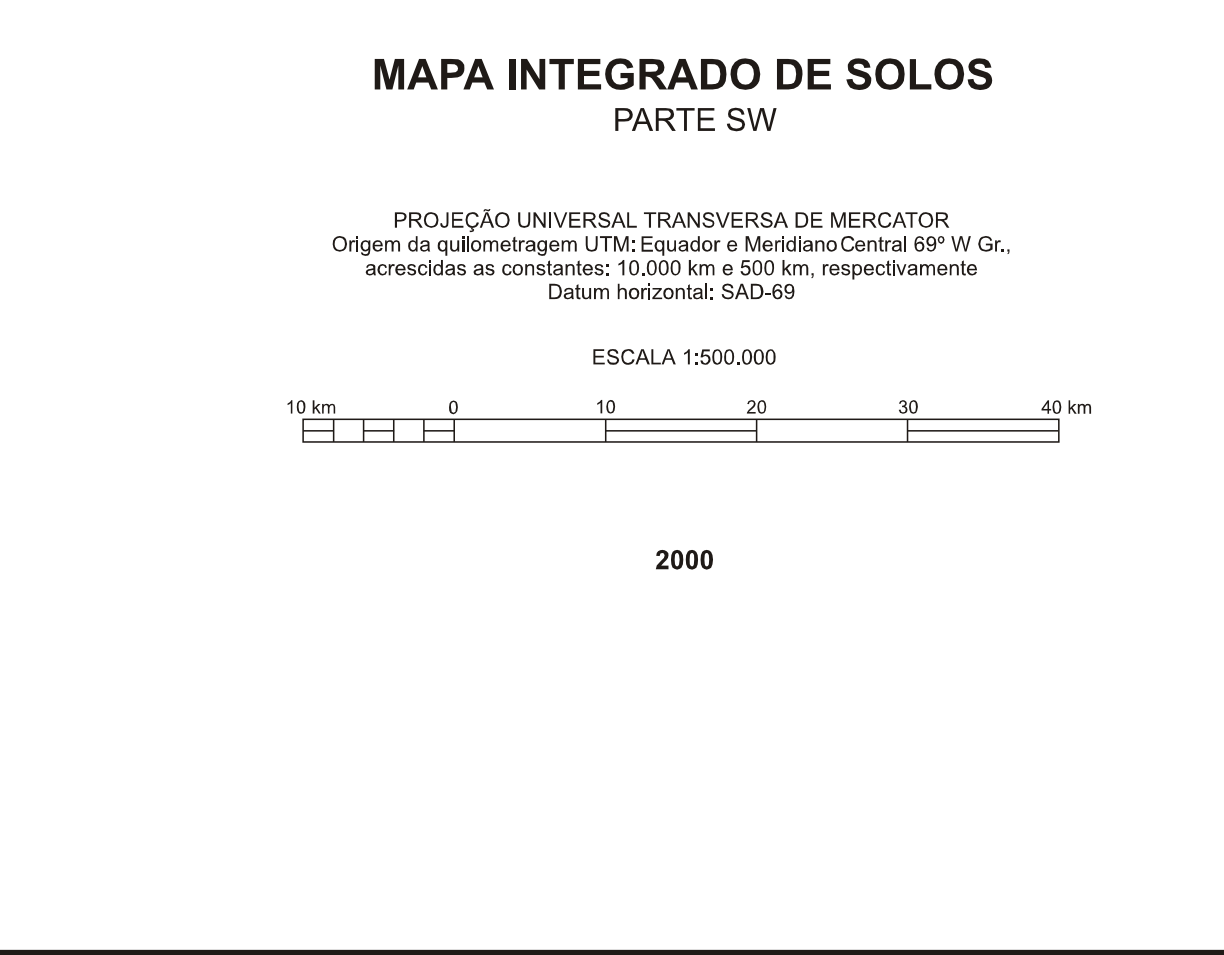 MAPA INTEGRADO DE SOLOS
PARTE SW
PROJEÇÃO UNIVERSAL TRANSVERSA DE MERCATOR
Origem da quilometragem UTM: Equador e Meridiano Central 69º W Gr.,
acrescidas as constantes: 10.000 km e 500 km, respectivamente
Datum horizontal: SAD-69
ESCALA 1:500.000
10 km 0 10 20 30 40 km
2000